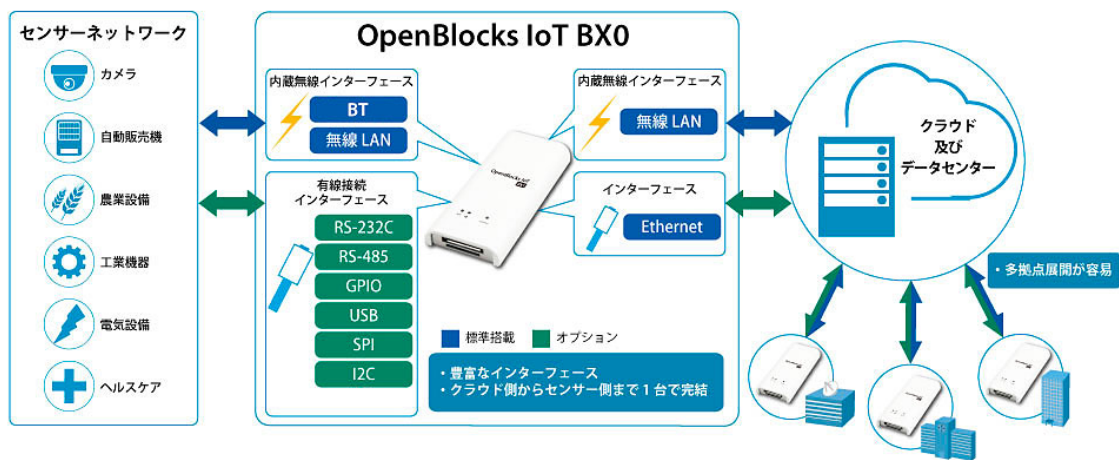 センサーネットワーク
カメラ
自動販売機
農業設備
工業機器
電気設備
ヘルスケア
OpenBlocks IoT BX0
内蔵無線インターフェース
BT
無線 LAN
有線接続
インターフェース
RS-232C
RS-485
GPIO
USB
SPI
I2C
OpenBlocks IoT
内蔵無線インターフェース
無線 LAN
インターフェース
Ethernet
標準搭載
オプション
・豊富なインターフェース
・クラウド側からセンサー側まで 1 台で完結
クラウド
及び
データセンター
・多拠点展開が容易